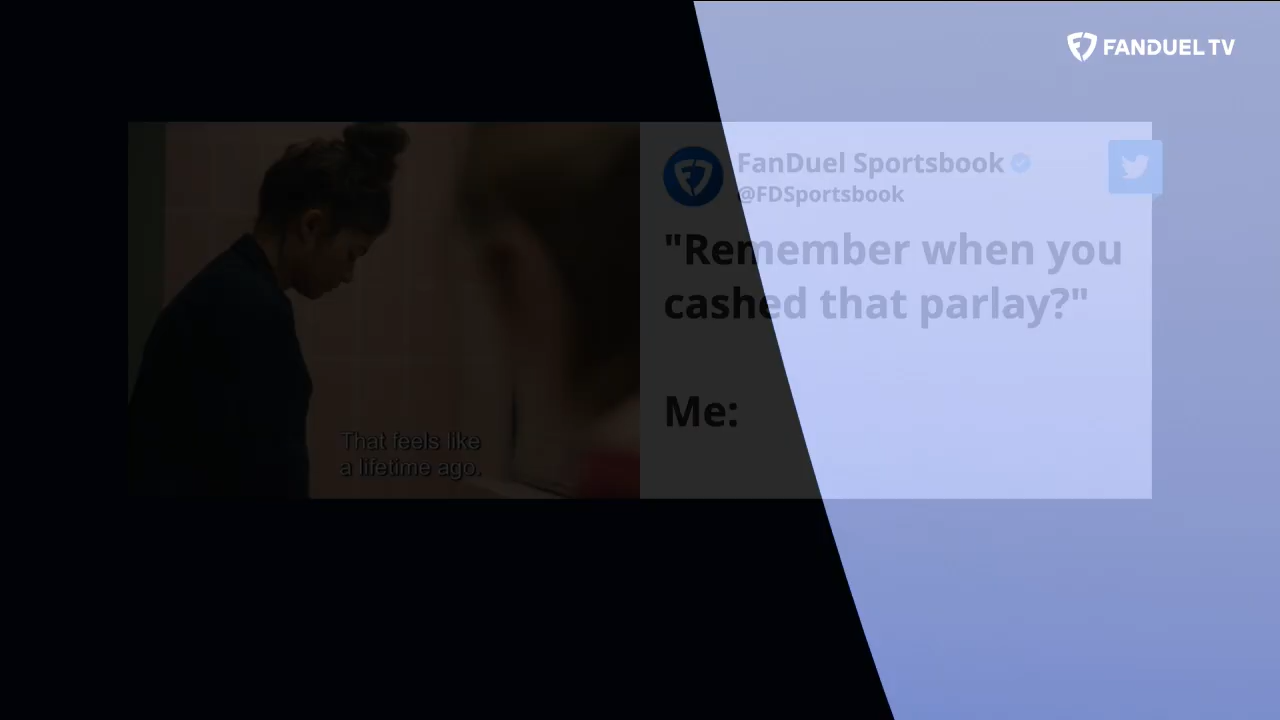 FANDUEL TV
FanDuel Sportsbook
@FDSportsbook
"Remember when you
cashed that parlay?"
Me:
That feels like
a lifetime ago.